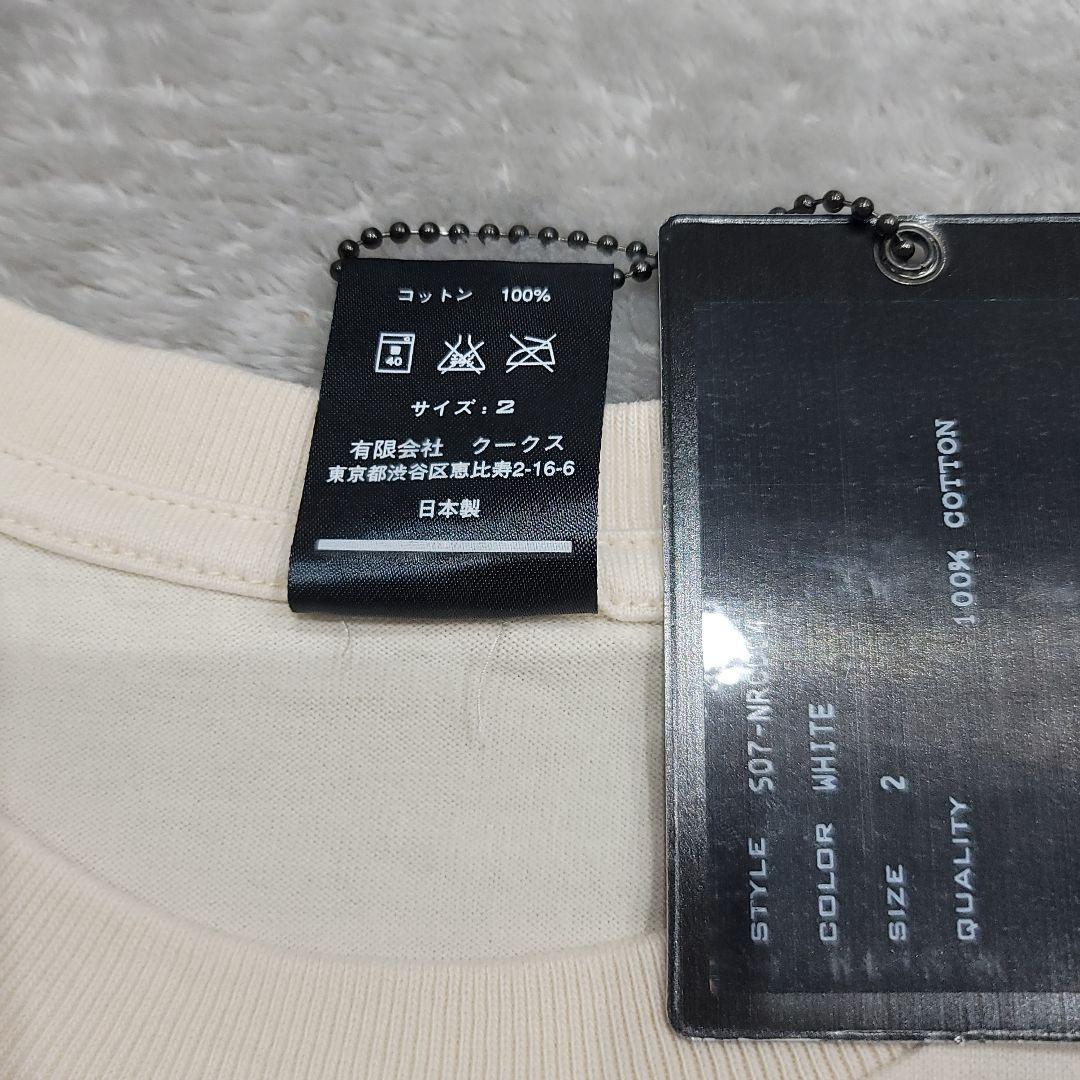 コットン 100%
40
サイズ : 2
有限会社 クークス
東京都渋谷区恵比寿2-16-6
日本製
STYLE
COLOR WHITE
SIZE 2
QUALITY 100% COTTON